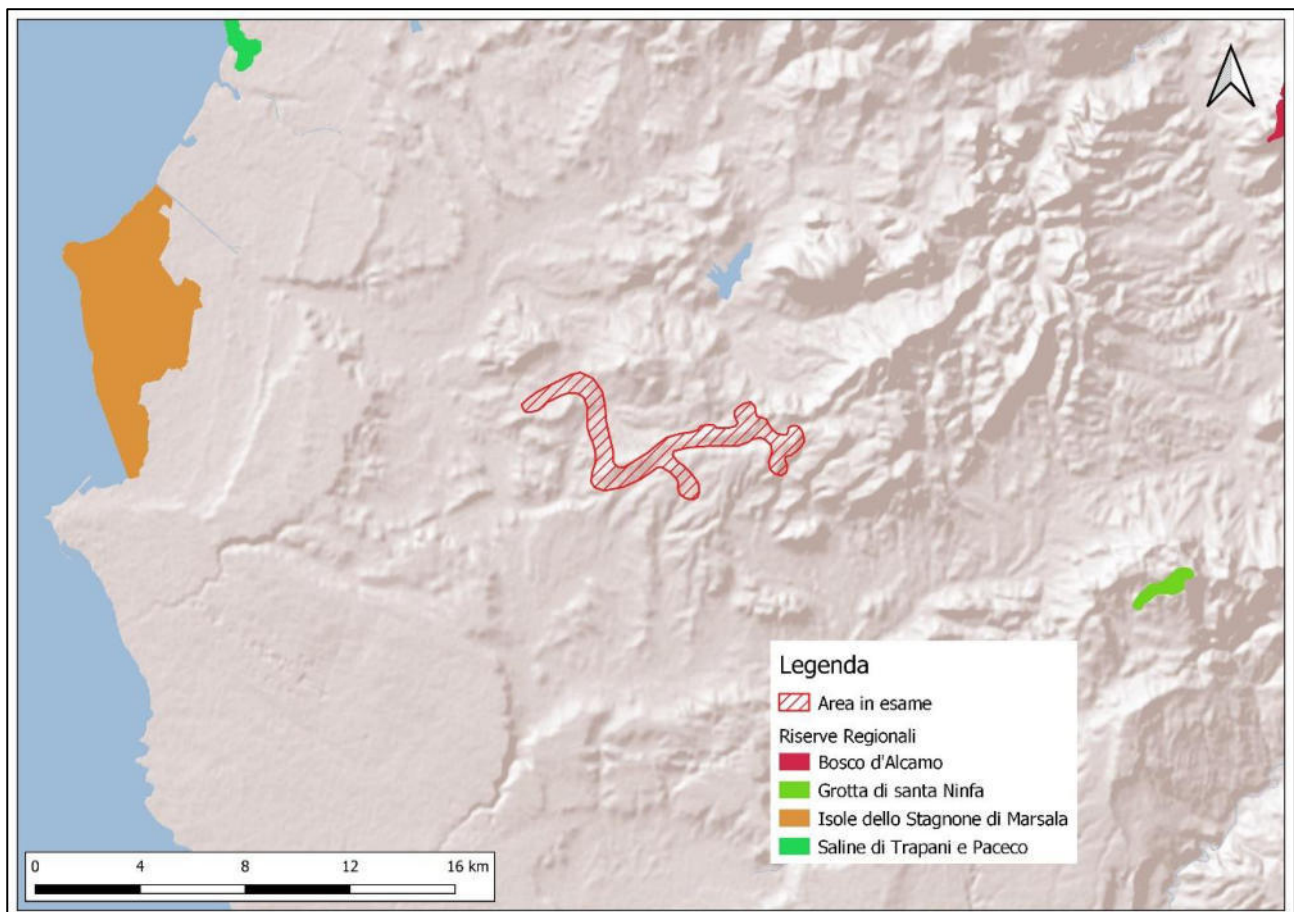 Legenda
Area in esame
Riserve Regionali
Bosco d'Alcamo
Grotta di santa Ninfa
Isole dello Stagnone di Marsala
Saline di Trapani e Paceco
0 4 8 12 16 km